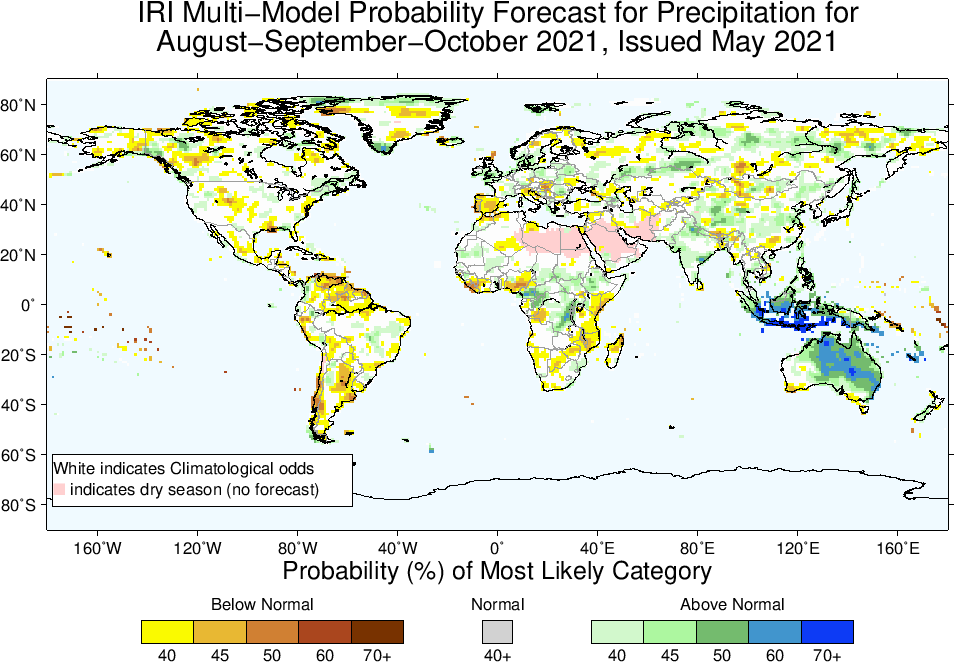 IRI Multi−Model Probability Forecast for Precipitation for
August−September−October 2021, Issued May 2021
80˚N
60˚N
40˚N
20˚N
0˚
20˚S
40˚S
60˚S
80˚S
White indicates Climatological odds
indicates dry season (no forecast)
160˚W 120˚W 80˚W 40˚W 0˚ 40˚E 80˚E 120˚E 160˚E
Probability (%) of Most Likely Category
Below Normal Normal Above Normal
40 45 50 60 70+ 40+ 40 45 50 60 70+